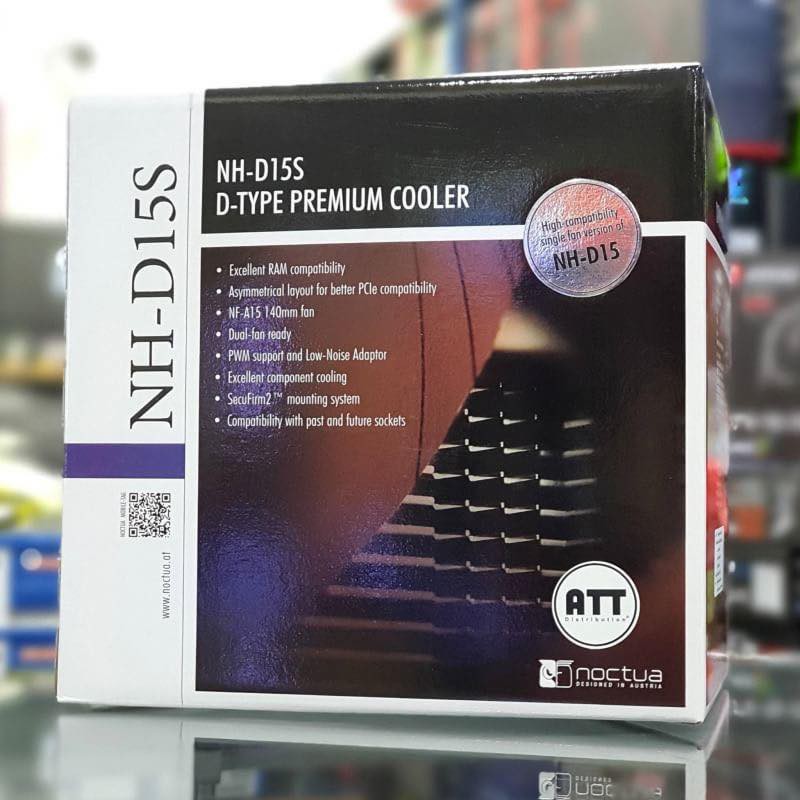 NH-D15S
NOCTUA MOBILE-TAG
www.noctua.at
NH-D15S
D-TYPE PREMIUM COOLER
High-compatibility
single fan version of
NH-D15
• Excellent RAM compatibility
• Asymmetrical layout for better PCIe compatibility
• NF-A15 140mm fan
• Dual-fan ready
• PWM support and Low-Noise Adaptor
• Excellent component cooling
• SecuFirm2™ mounting system
• Compatibility with past and future sockets
ATT
Distribution®
noctua
DESIGNED IN AUSTRIA